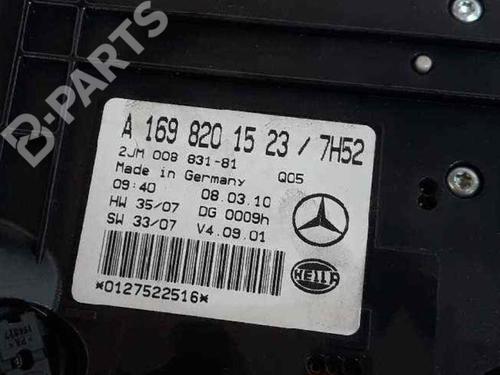 B-PARTS
A 169 820 15 23 / 7H52
2JM 008 831-81 Q05
Made in Germany
09:40 08.03.10
HW 35/07 DG 0009h
SW 33/07 V4.09.01
HELLA
*0127522516*